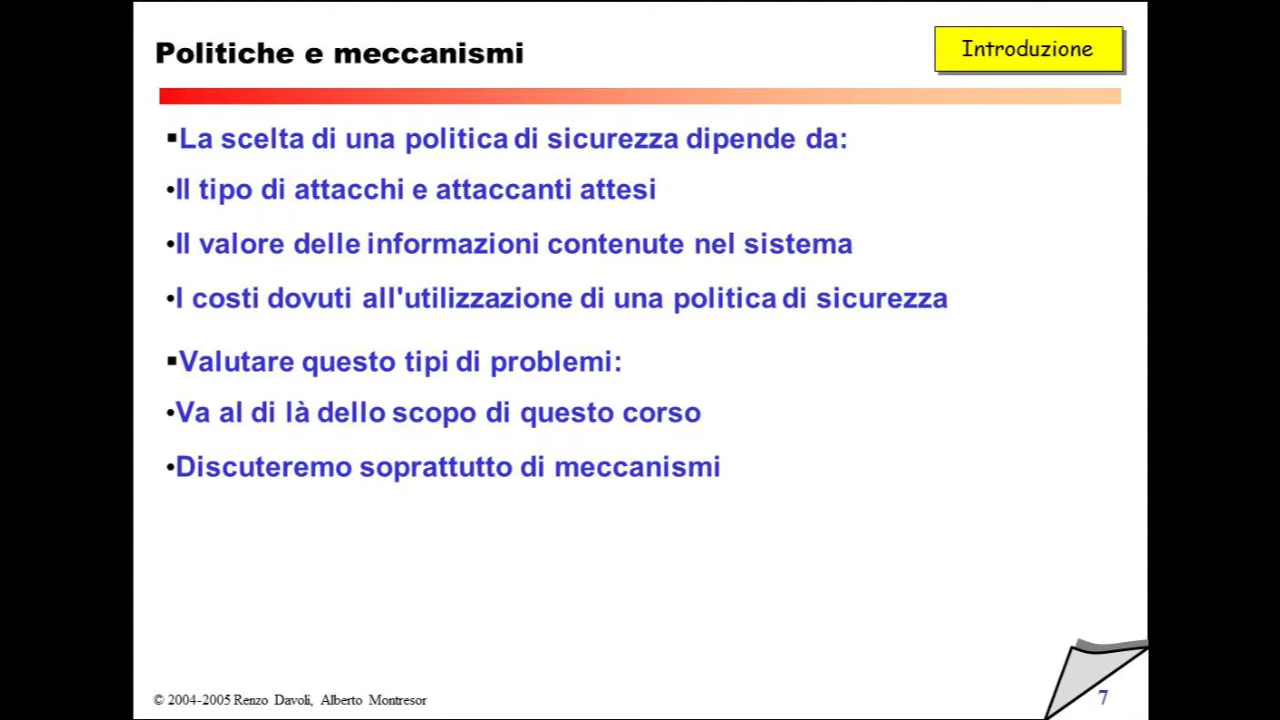 Politiche e meccanismi
Introduzione
▪La scelta di una politica di sicurezza dipende da:
•Il tipo di attacchi e attaccanti attesi
•Il valore delle informazioni contenute nel sistema
•I costi dovuti all'utilizzazione di una politica di sicurezza
▪Valutare questo tipi di problemi:
•Va al di là dello scopo di questo corso
•Discuteremo soprattutto di meccanismi
© 2004-2005 Renzo Davoli, Alberto Montresor
7